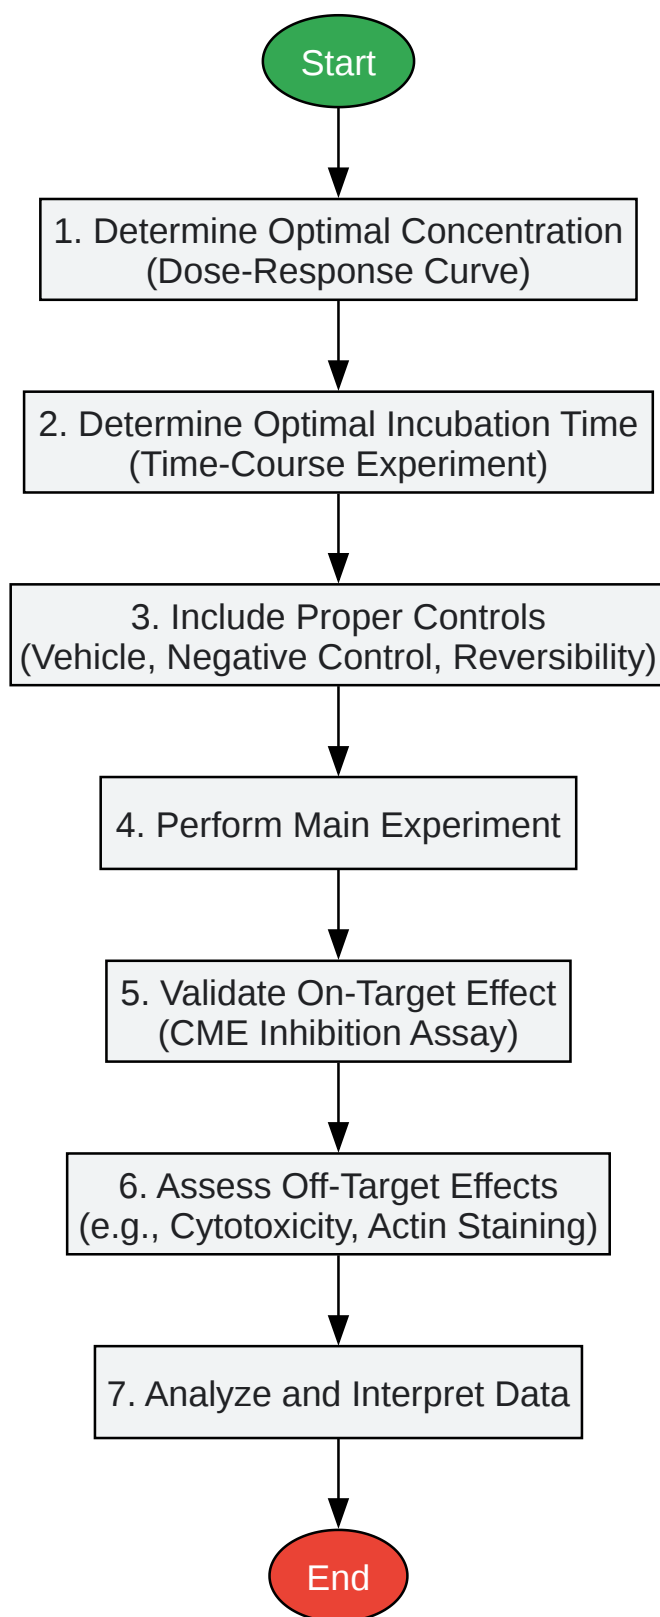 Start
1. Determine Optimal Concentration
(Dose-Response Curve)
2. Determine Optimal Incubation Time
(Time-Course Experiment)
3. Include Proper Controls
(Vehicle, Negative Control, Reversibility)
4. Perform Main Experiment
5. Validate On-Target Effect
(CME Inhibition Assay)
6. Assess Off-Target Effects
(e.g., Cytotoxicity, Actin Staining)
7. Analyze and Interpret Data
End